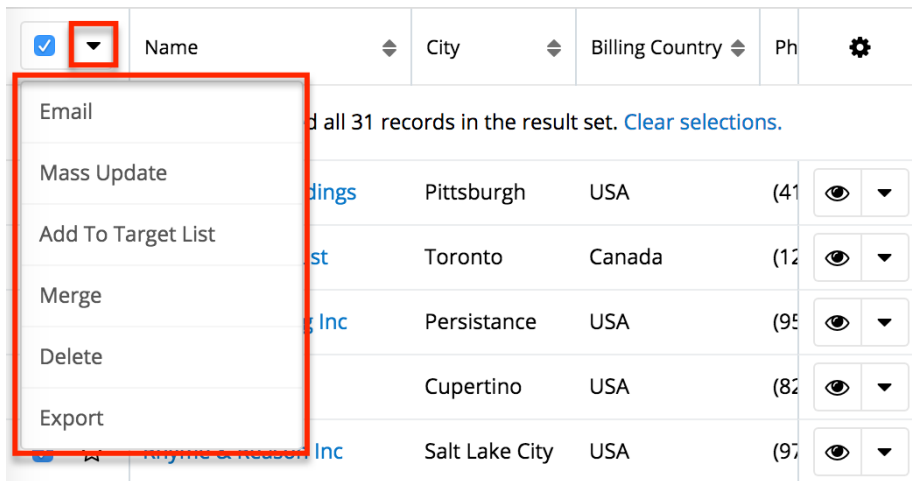 Name City Billing Country Ph
Email
all 31 records in the result set. Clear selections.
Mass Update
Pittsburgh USA (41
Add To Target List
Toronto Canada (12
Merge
Inc Persistance USA (95
Delete
Cupertino USA (82
Export
Rhyme & Reason Inc Salt Lake City USA (97